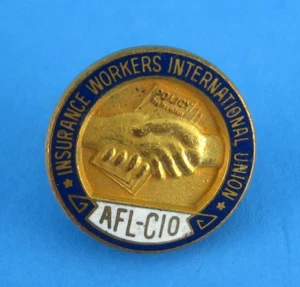 INSURANCE WORKERS INTERNATIONAL UNION
POLICY
AFL-CIO